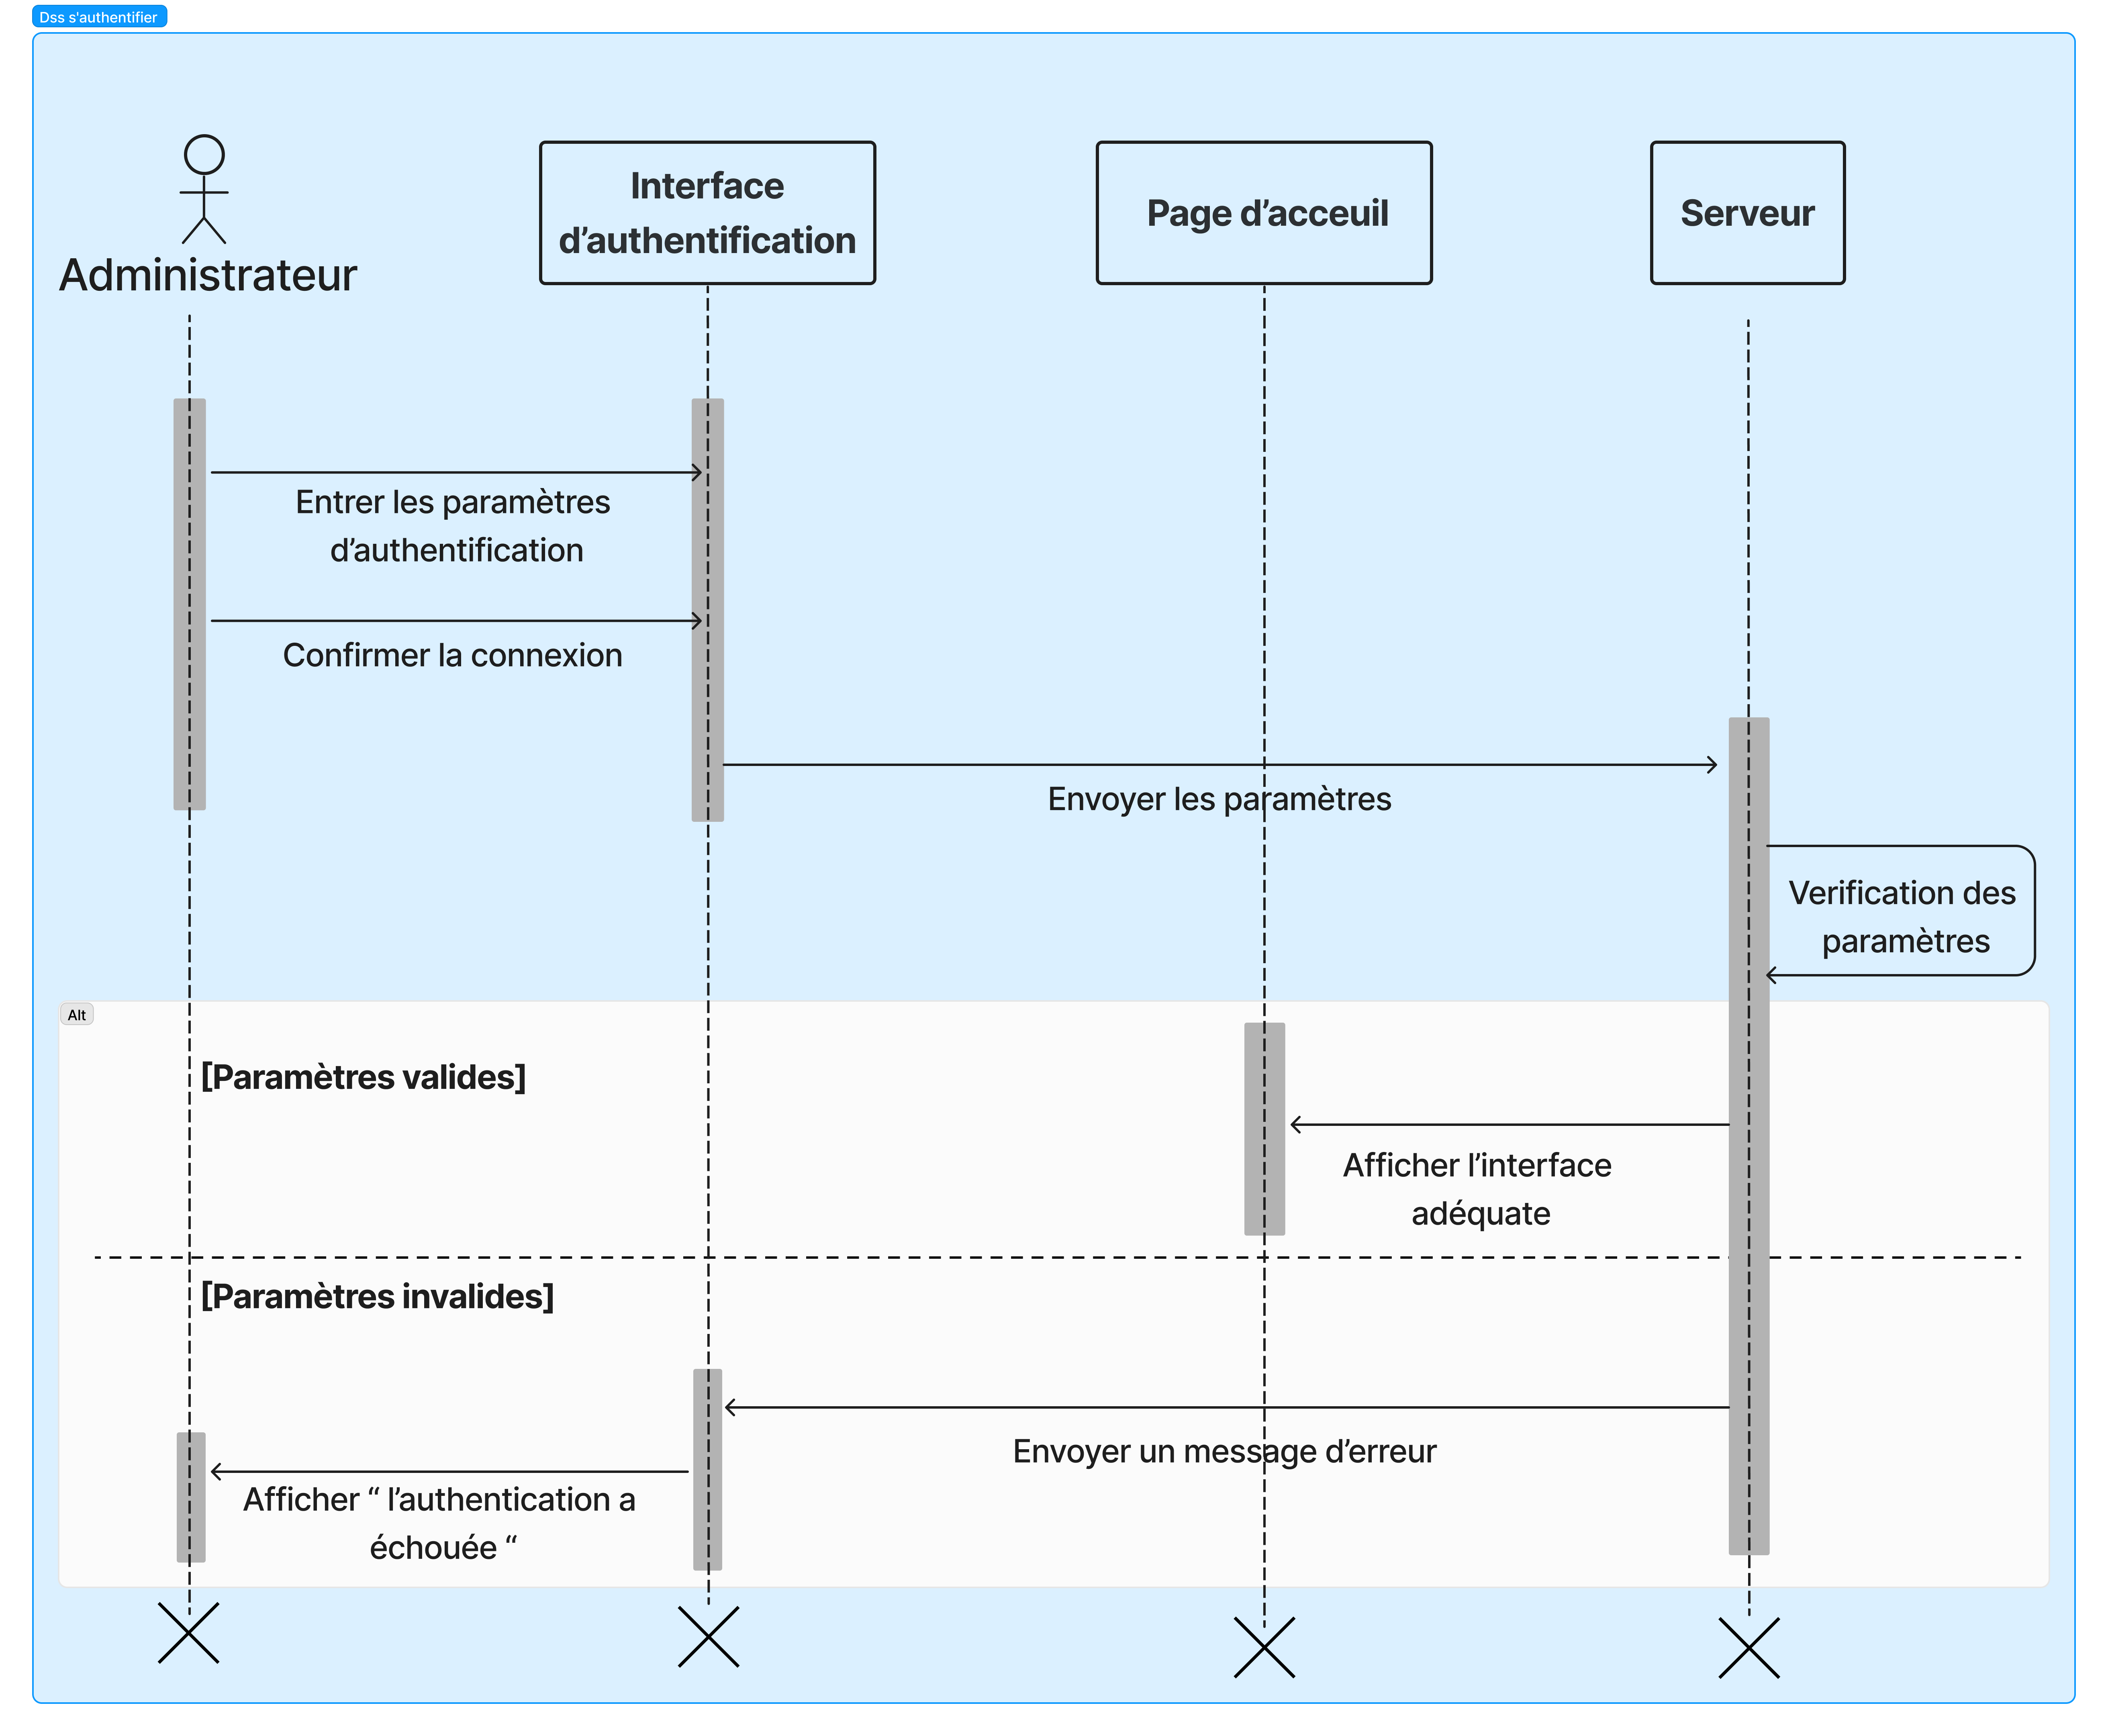 Dss s'authentifier
Administrateur
Interface
d’authentification
Page d’acceuil
Serveur
Entrer les paramètres
d’authentification
Confirmer la connexion
Envoyer les paramètres
Verification des
paramètres
Alt
[Paramètres valides]
Afficher l’interface
adéquate
[Paramètres invalides]
Envoyer un message d’erreur
Afficher “ l’authentication a
échouée “